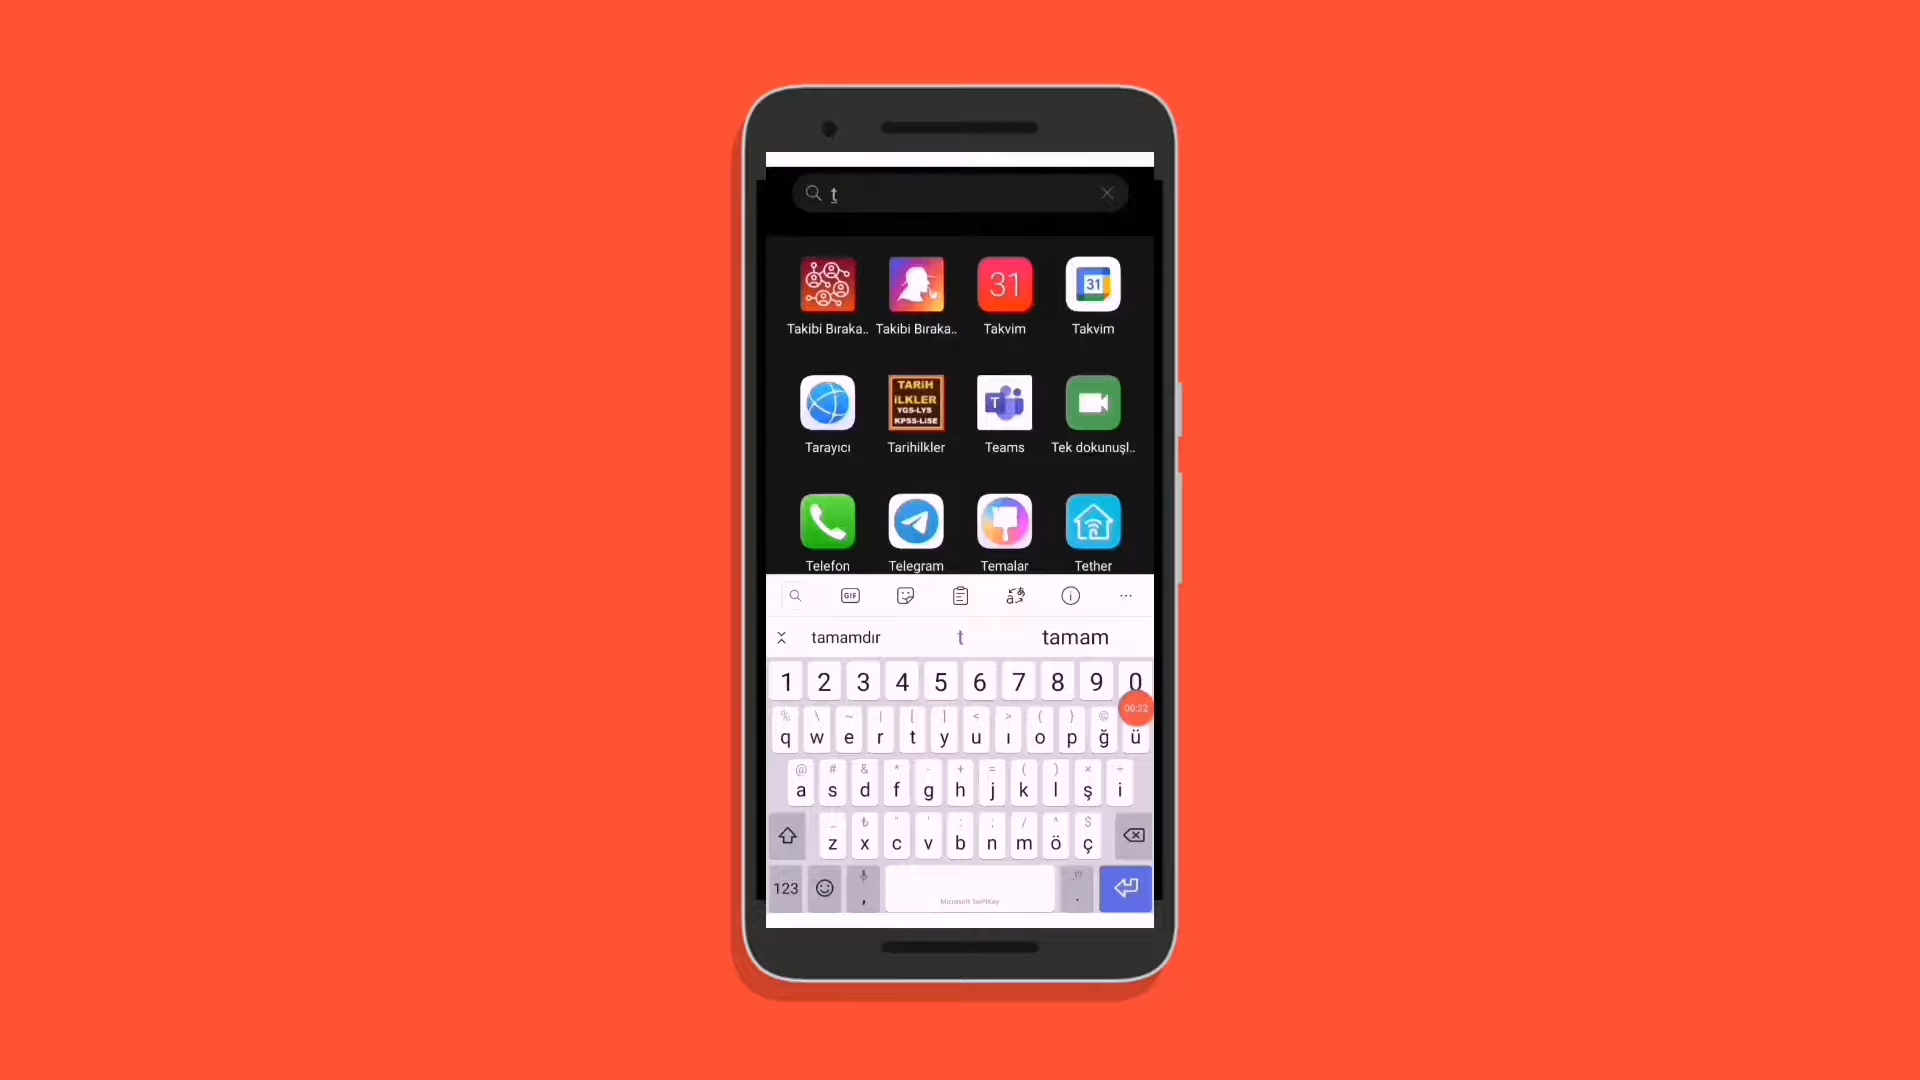 t
31 31
Takibi Bıraka.. Takibi Bıraka.. Takvim Takvim
TARİH
İLKLER
YGS-LYS
KPSS-LİSE
T
Tarayıcı Tarihilkler Teams Tek dokunuşl..
Telefon Telegram Temalar Tether
GIF
tamamdır t tamam
1 2 3 4 5 6 7 8 9 0
00:22
% \ ~ | [ ] < > { } ©
q w e r t y u ı o p ğ ü
@ # & * - + = ( ) × ÷
a s d f g h j k l ş i
_ ₺ " ' : ; / ^ $
z x c v b n m ö ç
123 , .
Microsoft SwiftKey